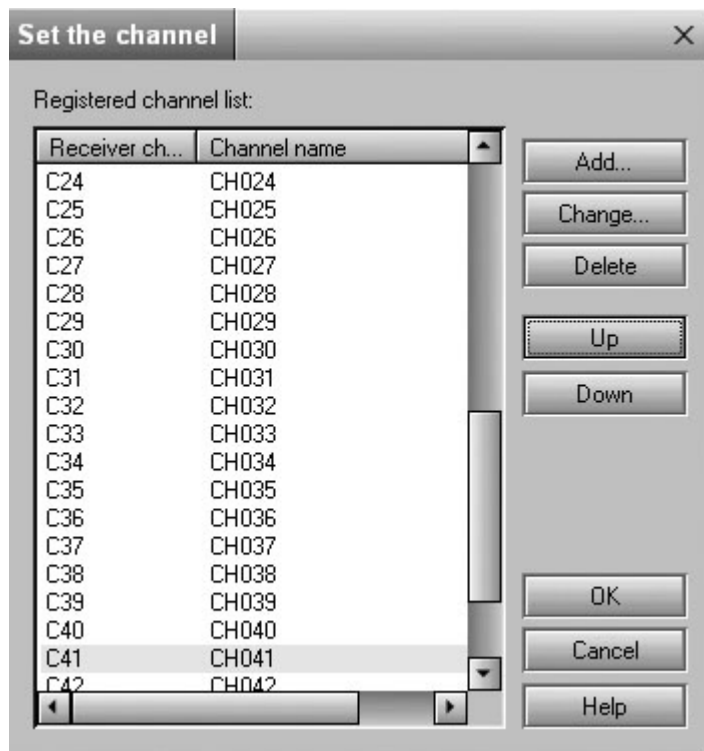 Set the channel
Registered channel list:
Receiver ch... Channel name
C24 CH024
C25 CH025
C26 CH026
C27 CH027
C28 CH028
C29 CH029
C30 CH030
C31 CH031
C32 CH032
C33 CH033
C34 CH034
C35 CH035
C36 CH036
C37 CH037
C38 CH038
C39 CH039
C40 CH040
C41 CH041
C42 CH042
Add...
Change...
Delete
Up
Down
OK
Cancel
Help